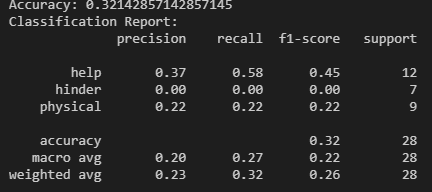 Accuracy: 0.32142857142857145
Classification Report:
precision recall f1-score support
help 0.37 0.58 0.45 12
hinder 0.00 0.00 0.00 7
physical 0.22 0.22 0.22 9
accuracy 0.32 28
macro avg 0.20 0.27 0.22 28
weighted avg 0.23 0.32 0.26 28